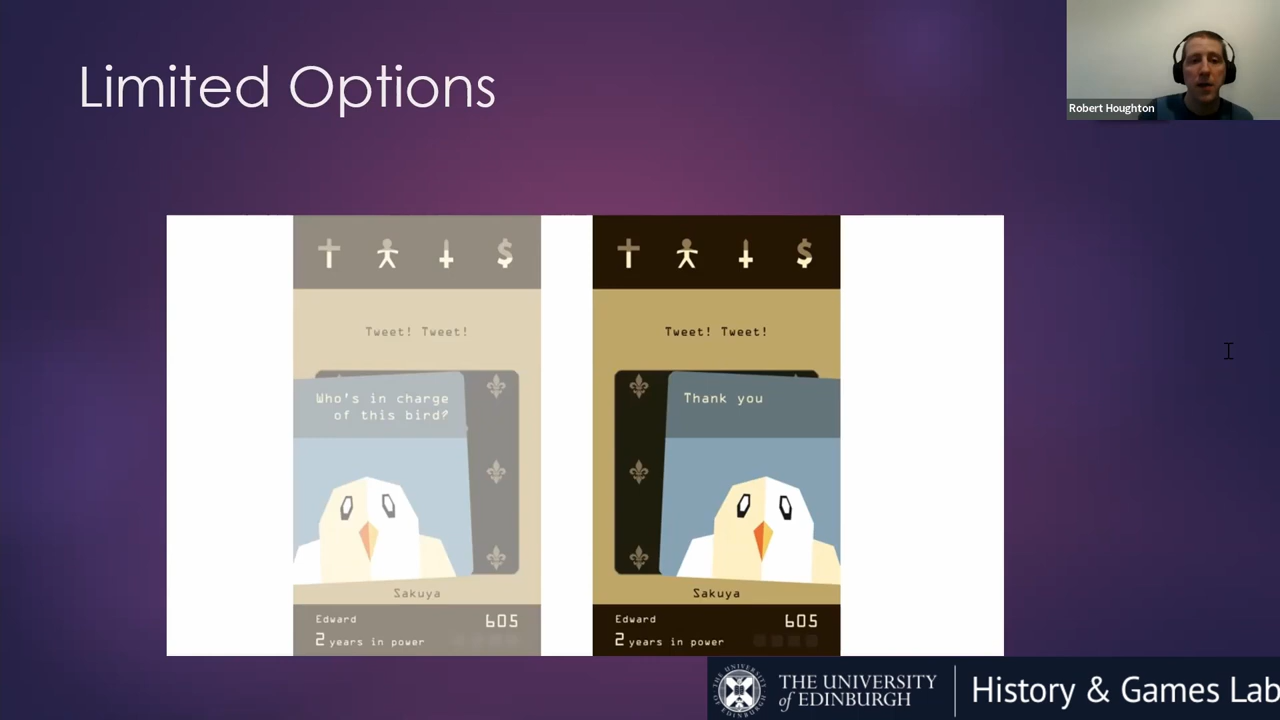 Limited Options
Robert Houghton
Tweet! Tweet!
Who's in charge
of this bird?
Sakuya
Edward
605
2 years in power
Tweet! Tweet!
Thank you
Sakuya
Edward
605
2 years in power
THE UNIVERSITY
of EDINBURGH
History & Games Lab